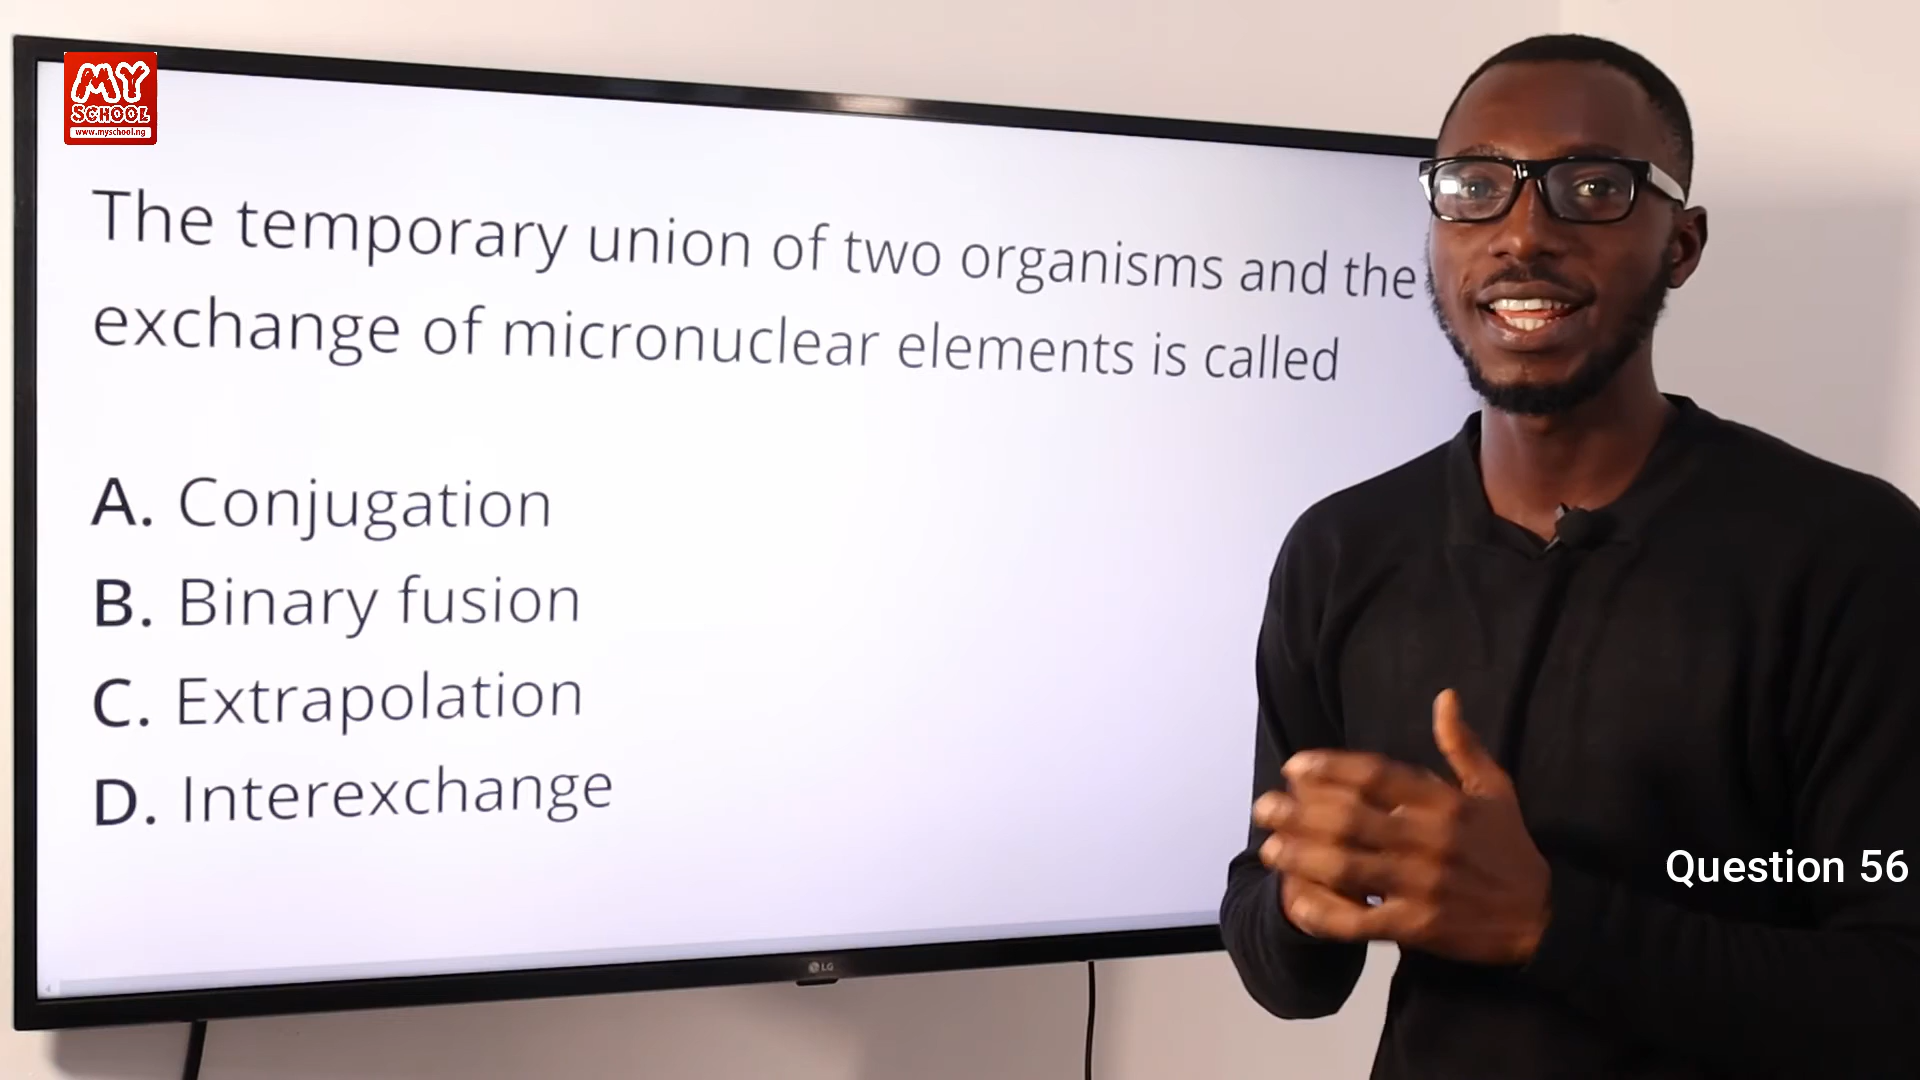 MY
SCHOOL
www.myschool.ng
The temporary union of two organisms and the
exchange of micronuclear elements is called
A. Conjugation
B. Binary fusion
C. Extrapolation
D. Interexchange
Question 56
LG